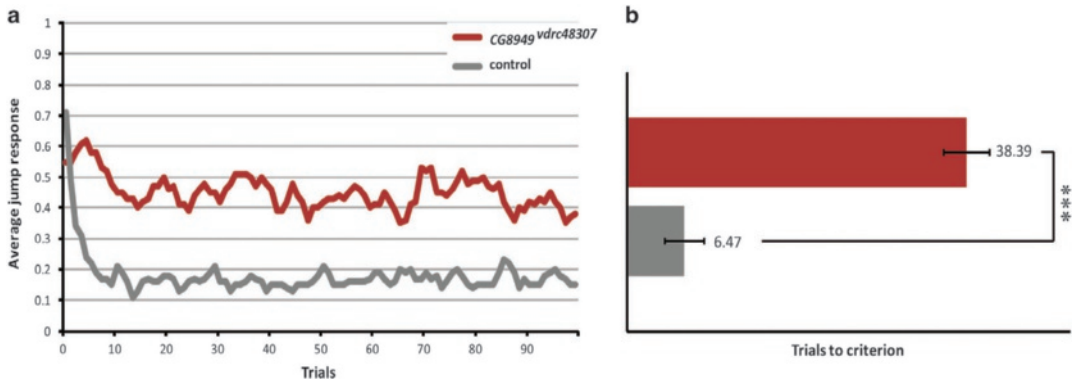 a
1
0.9
0.8
0.7
0.6
0.5
0.4
0.3
0.2
0.1
0
Average jump response
0 10 20 30 40 50 60 70 80 90
Trials
CG8949 vdrc48307
control
b
38.39
6.47
***
Trials to criterion